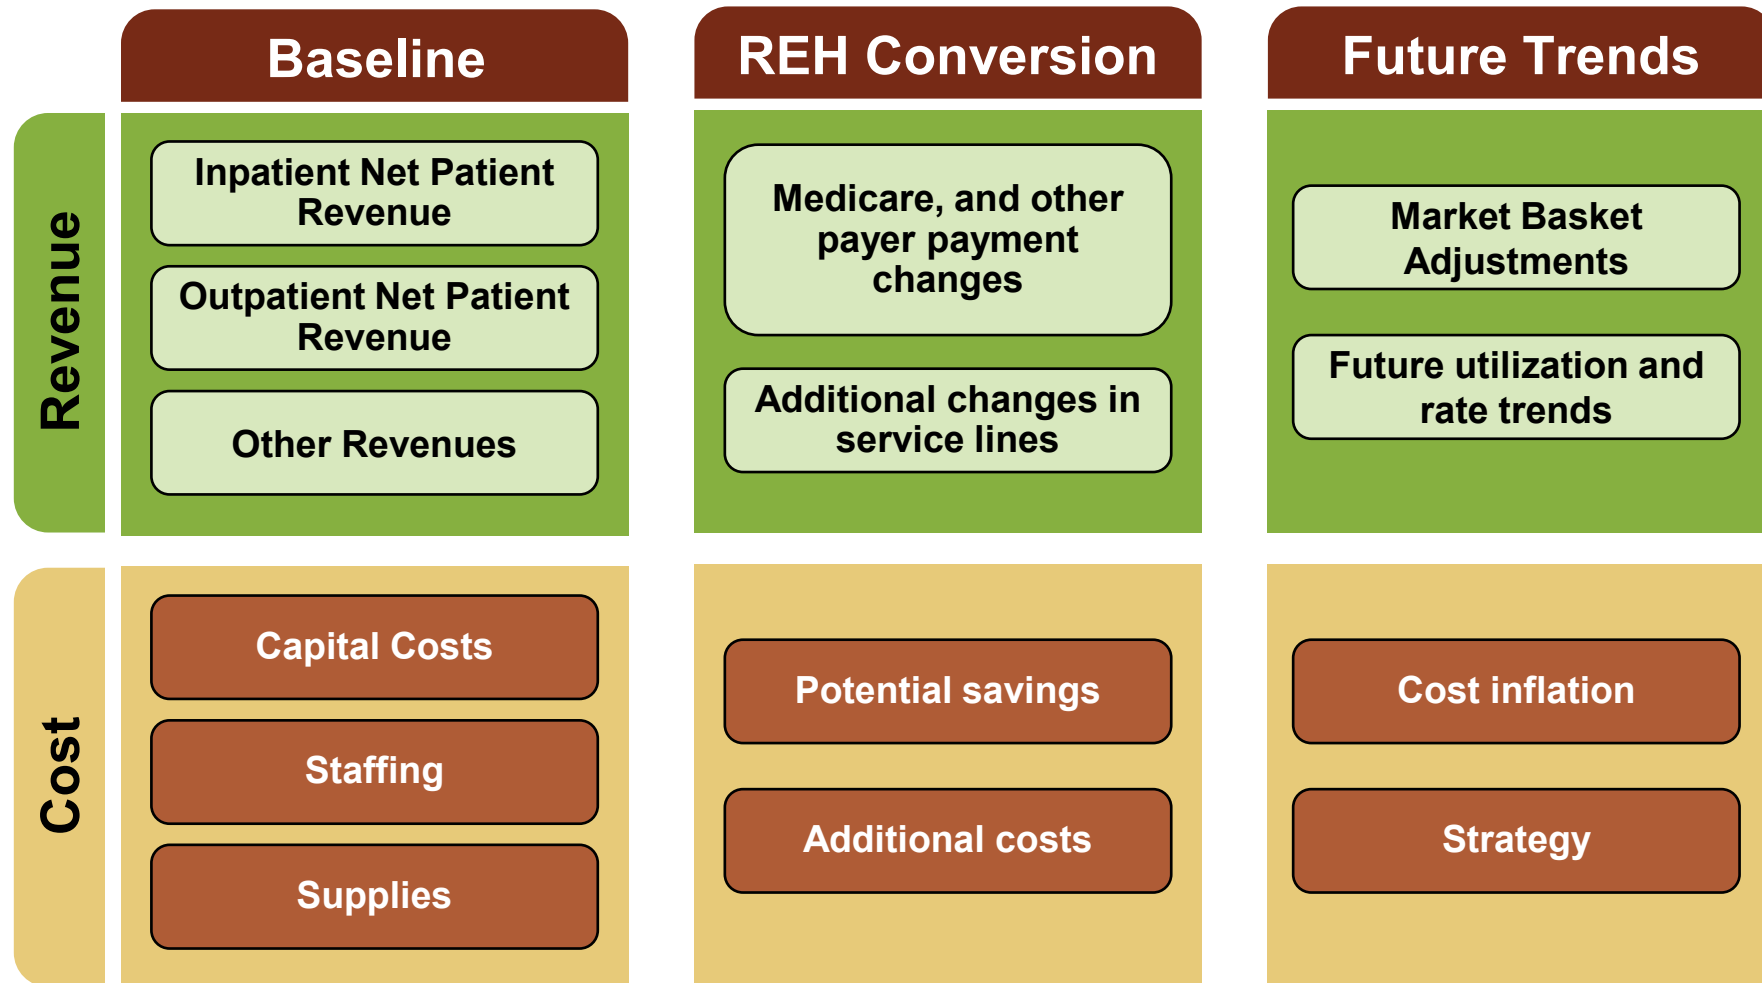 Baseline
REH Conversion
Future Trends
Revenue
Inpatient Net Patient
Revenue
Outpatient Net Patient
Revenue
Other Revenues
Medicare, and other
payer payment
changes
Additional changes in
service lines
Market Basket
Adjustments
Future utilization and
rate trends
Cost
Capital Costs
Staffing
Supplies
Potential savings
Additional costs
Cost inflation
Strategy